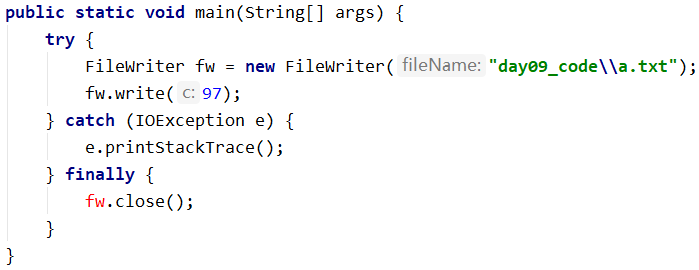 public static void main(String[] args) {
    try {
        FileWriter fw = new FileWriter( fileName: "day09_code\\a.txt");
        fw.write( c: 97);
    } catch (IOException e) {
        e.printStackTrace();
    } finally {
        fw.close();
    }
}